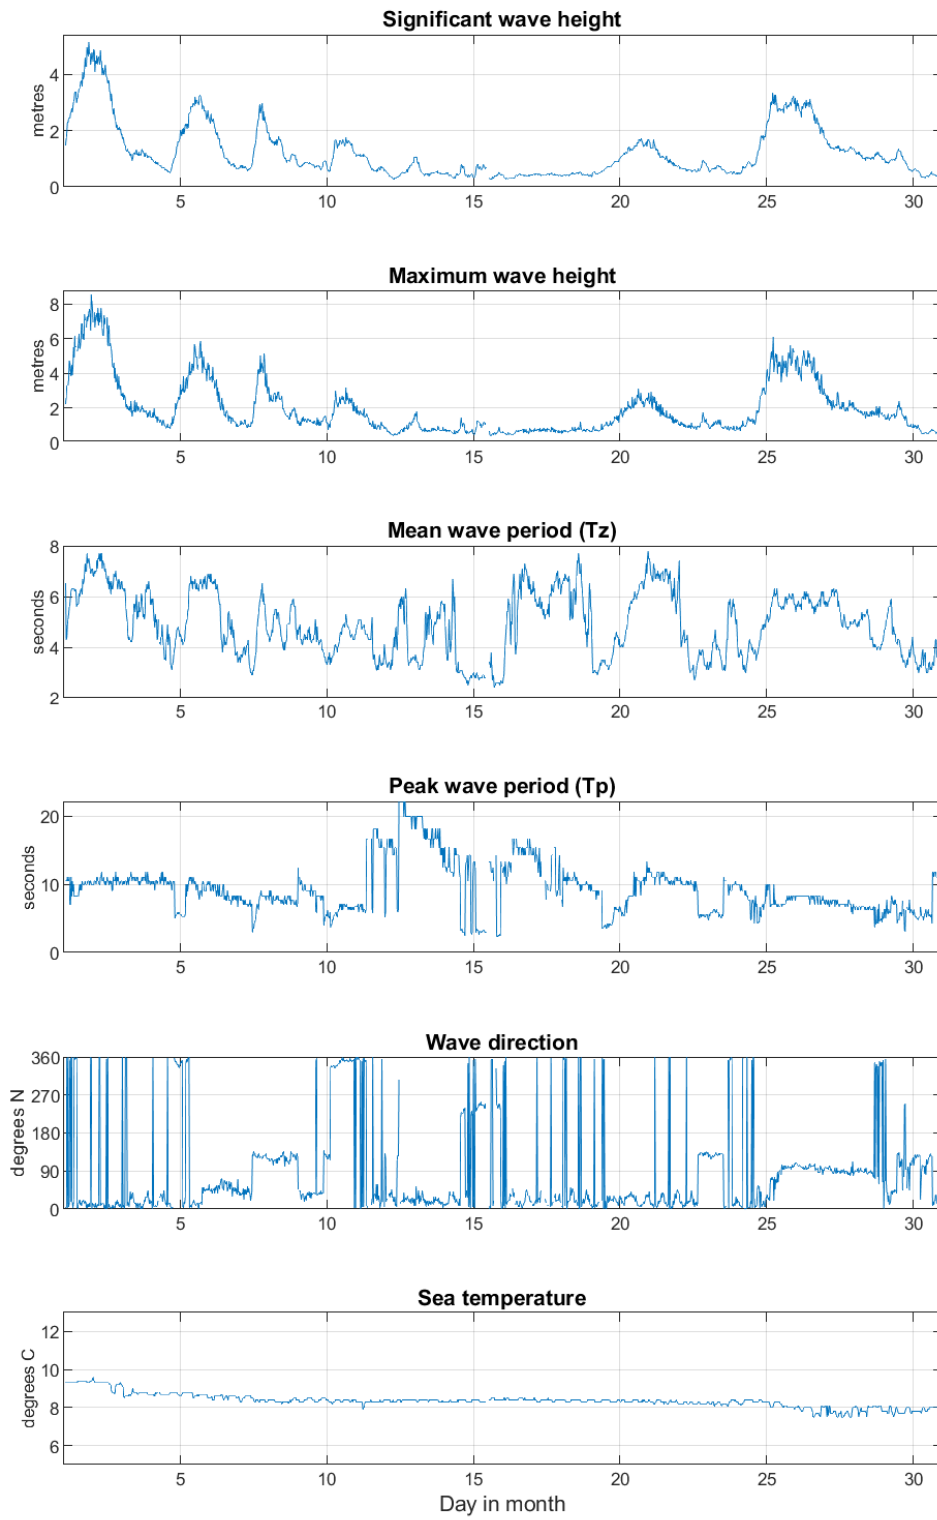 Significant wave height
metres
4
2
0
5 10 15 20 25 30
Maximum wave height
metres
8
6
4
2
0
5 10 15 20 25 30
Mean wave period (Tz)
seconds
8
6
4
2
5 10 15 20 25 30
Peak wave period (Tp)
seconds
20
10
0
5 10 15 20 25 30
Wave direction
degrees N
360
270
180
90
0
5 10 15 20 25 30
Sea temperature
degrees C
12
10
8
6
5 10 15 20 25 30
Day in month